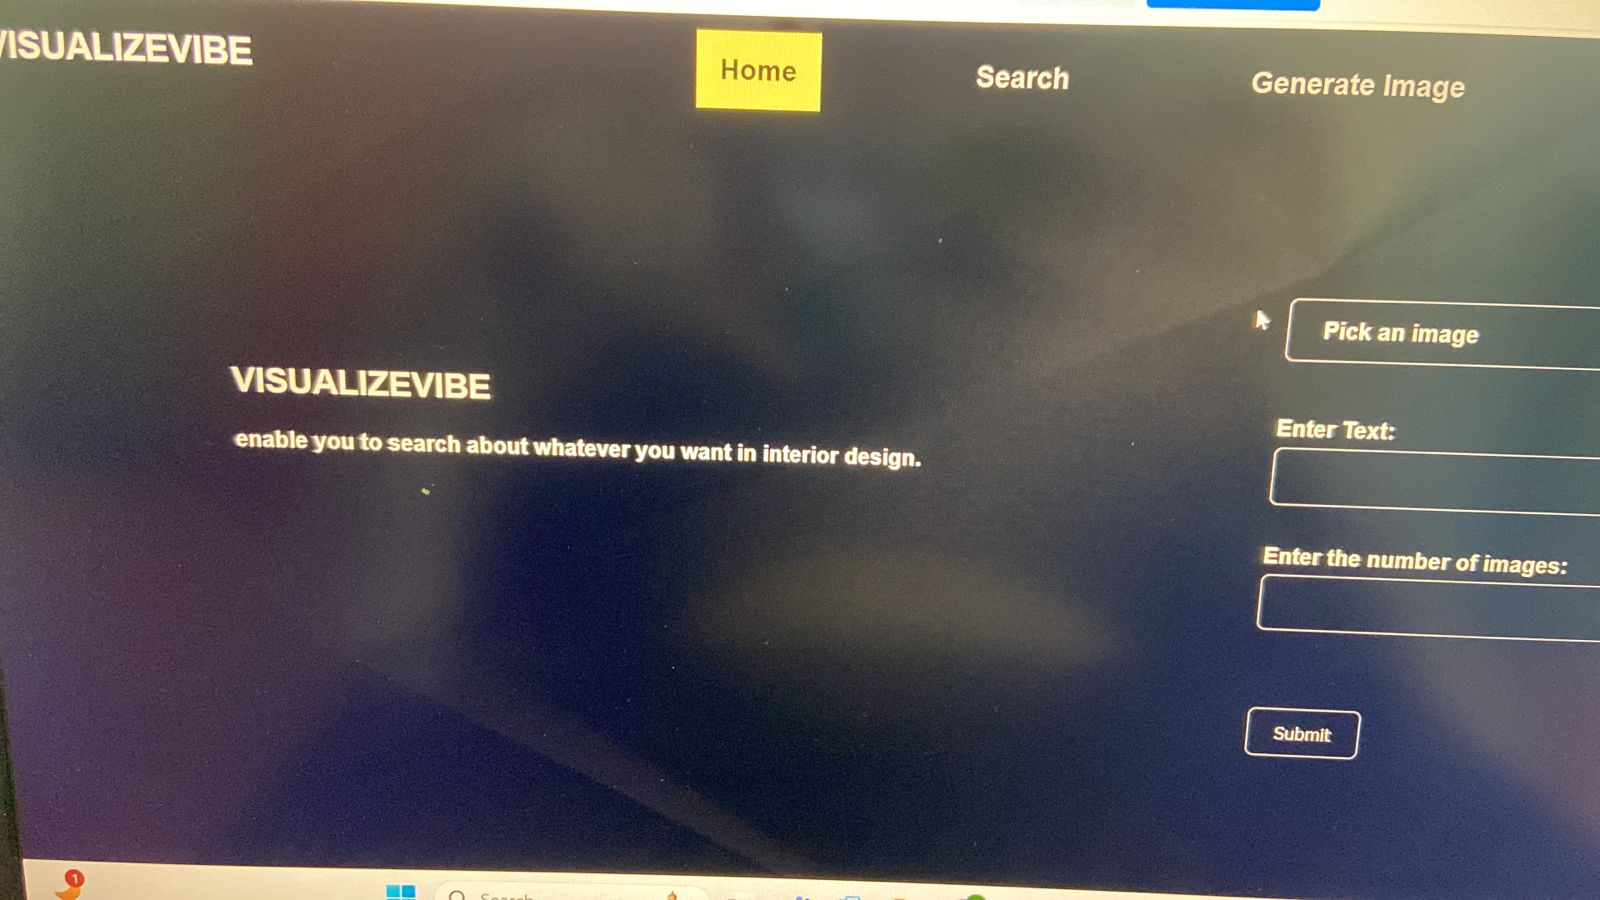 VISUALIZEVIBE
Home
Search
Generate Image
Pick an image
VISUALIZEVIBE
enable you to search about whatever you want in interior design.
Enter Text:
Enter the number of images:
Submit
1
Search